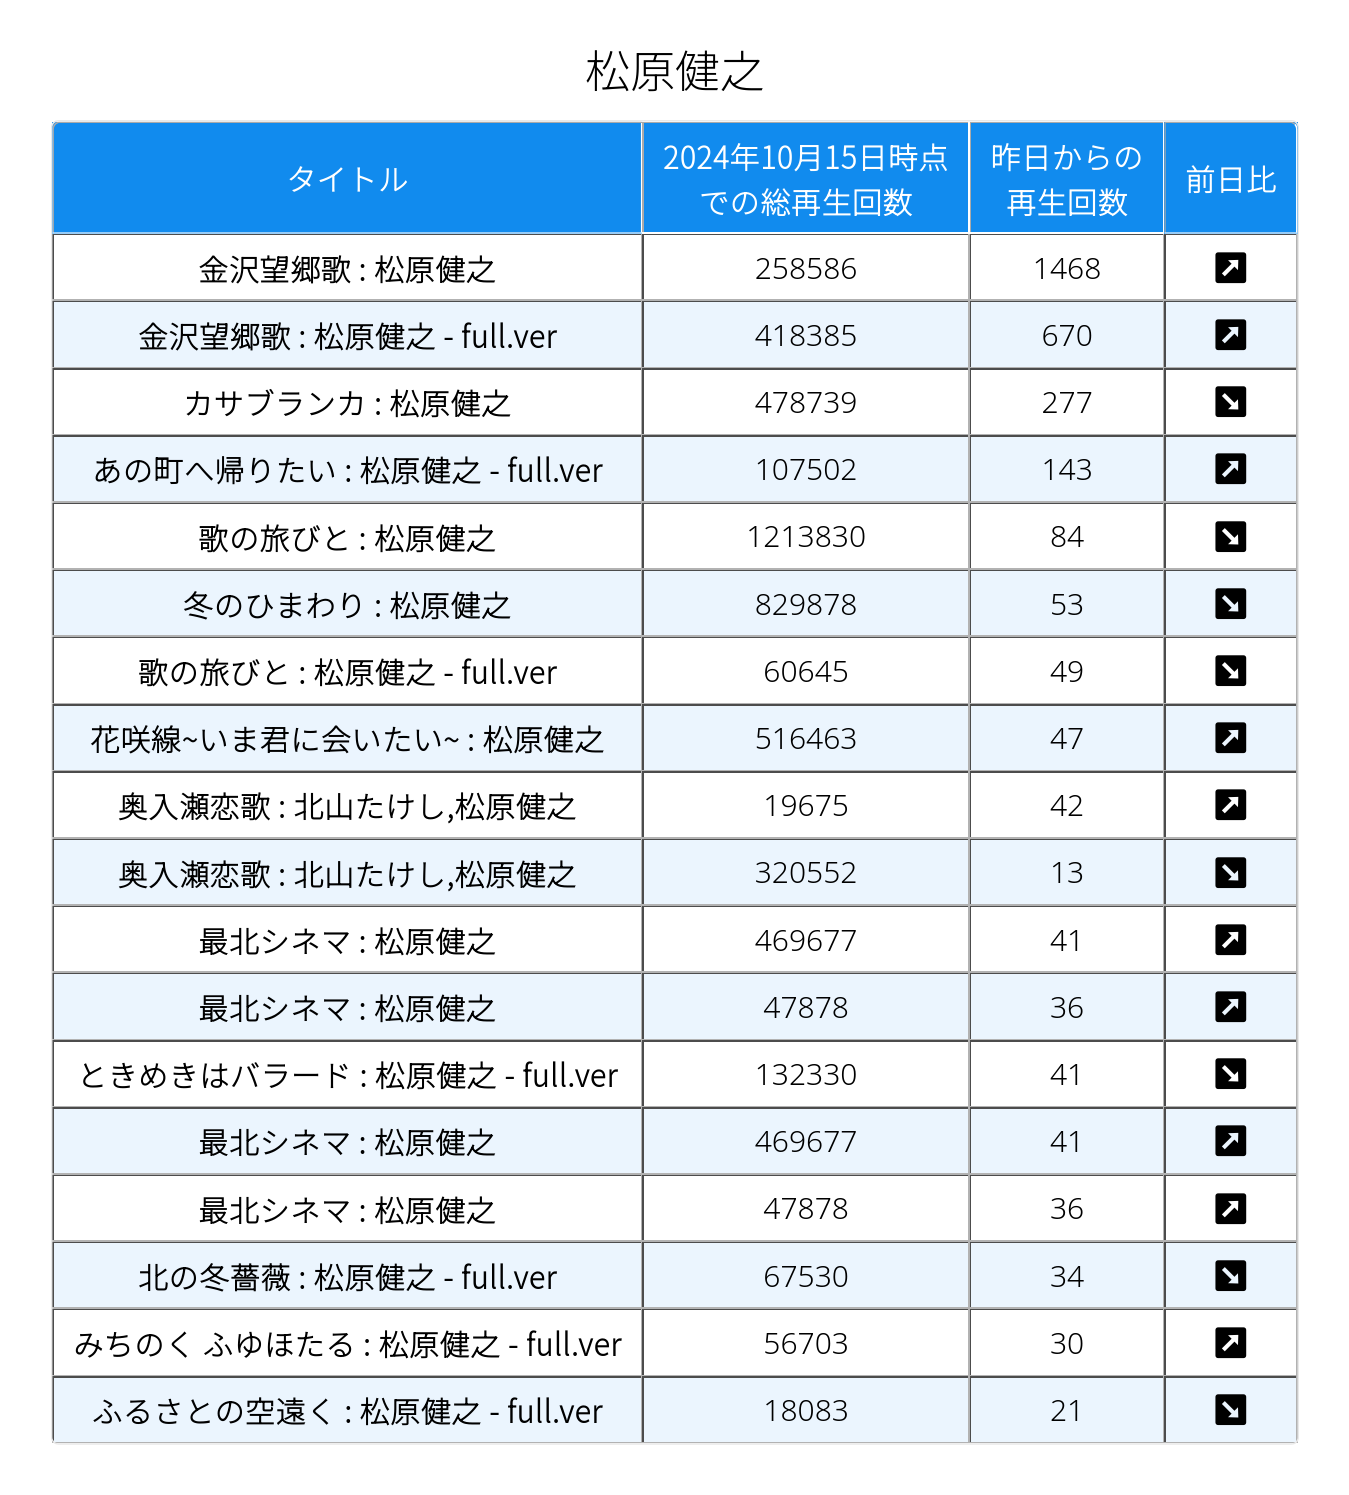 松原健之
タイトル 2024年10月15日時点での総再生回数 昨日からの再生回数 前日比
金沢望郷歌 : 松原健之 258586 1468 ↗
金沢望郷歌 : 松原健之 - full.ver 418385 670 ↗
カサブランカ : 松原健之 478739 277 ↘
あの町へ帰りたい : 松原健之 - full.ver 107502 143 ↗
歌の旅びと : 松原健之 1213830 84 ↘
冬のひまわり : 松原健之 829878 53 ↘
歌の旅びと : 松原健之 - full.ver 60645 49 ↘
花咲線~いま君に会いたい~ : 松原健之 516463 47 ↗
奥入瀬恋歌 : 北山たけし,松原健之 19675 42 ↗
奥入瀬恋歌 : 北山たけし,松原健之 320552 13 ↘
最北シネマ : 松原健之 469677 41 ↗
最北シネマ : 松原健之 47878 36 ↗
ときめきはバラード : 松原健之 - full.ver 132330 41 ↘
最北シネマ : 松原健之 469677 41 ↗
最北シネマ : 松原健之 47878 36 ↗
北の冬薔薇 : 松原健之 - full.ver 67530 34 ↘
みちのく ふゆほたる : 松原健之 - full.ver 56703 30 ↗
ふるさとの空遠く : 松原健之 - full.ver 18083 21 ↘